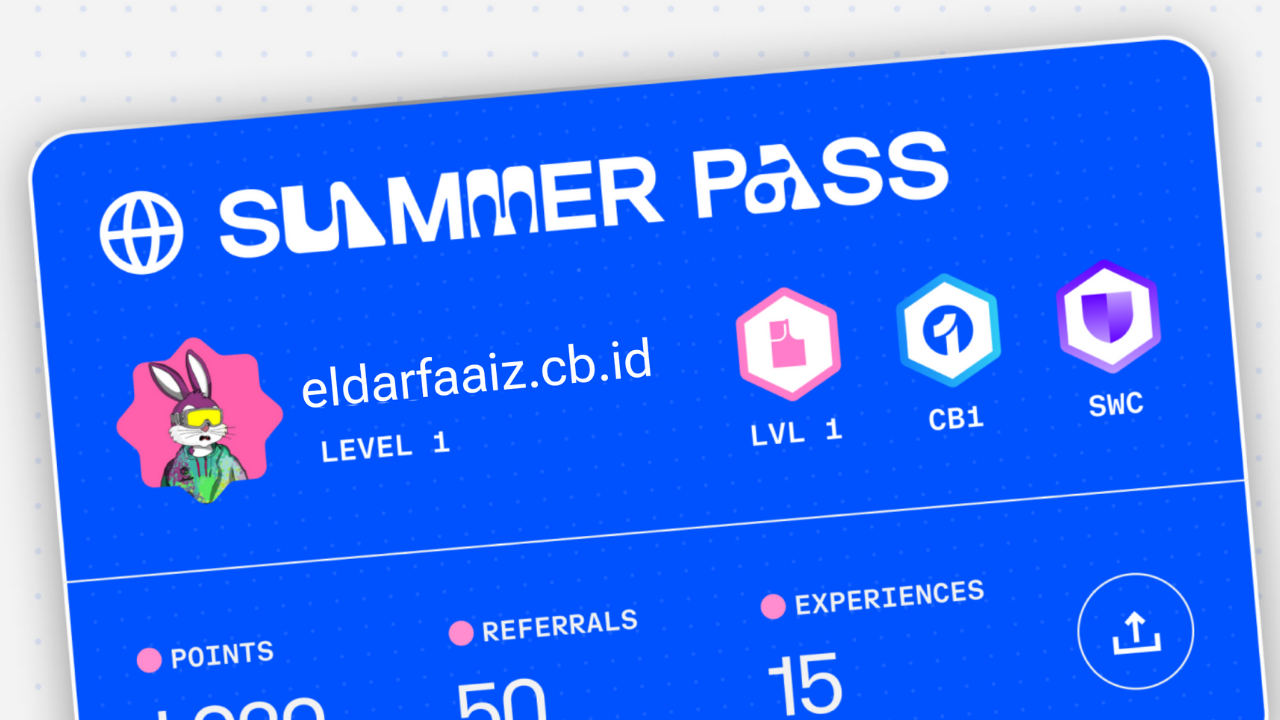 SUMMER PASS
eldarfaaiz.cb.id
LEVEL 1
LVL 1
CB1
SWC
POINTS
REFERRALS
EXPERIENCES
50
15